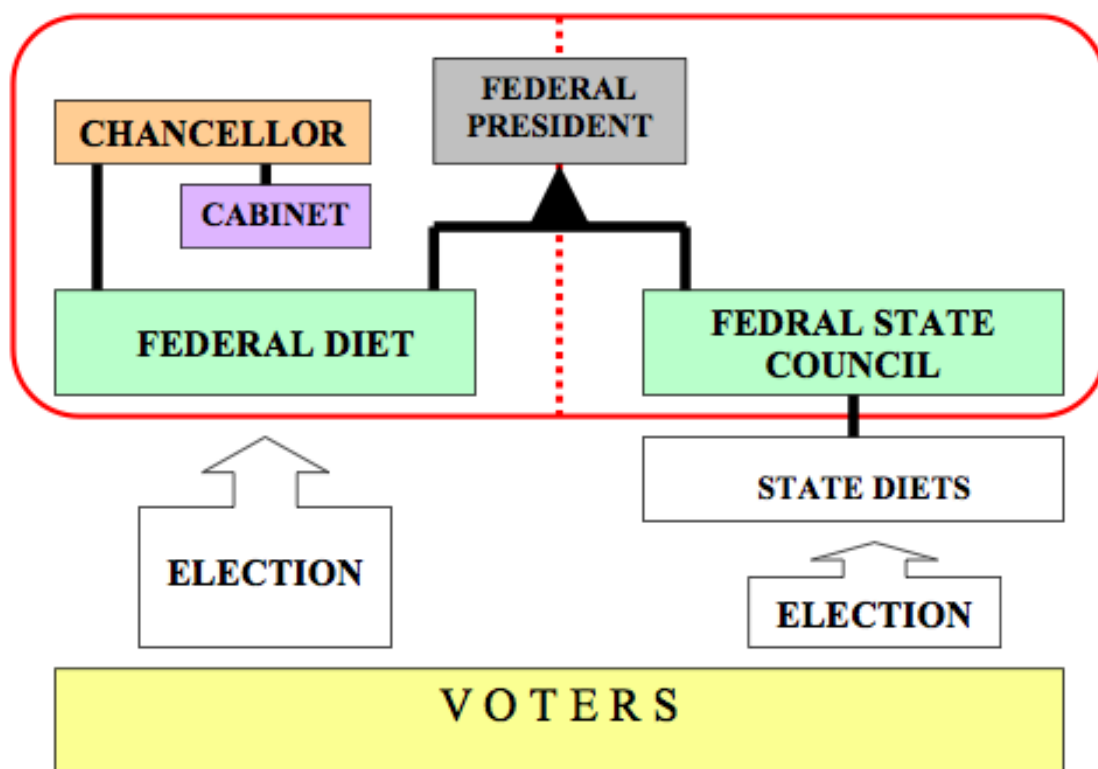 FEDERAL
PRESIDENT
CHANCELLOR
CABINET
FEDERAL DIET
FEDRAL STATE
COUNCIL
STATE DIETS
ELECTION
ELECTION
VOTERS